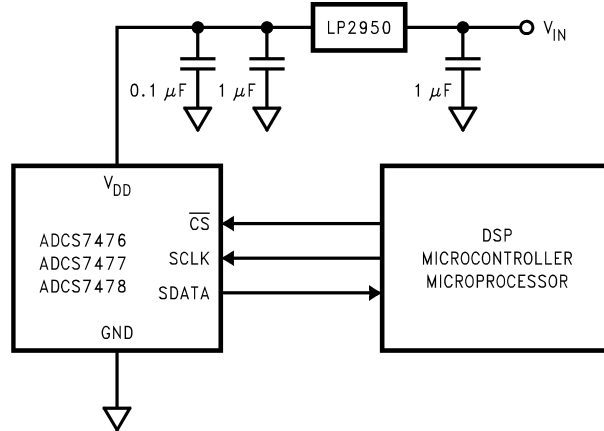 LP2950
V_IN
0.1 μF
1 μF
1 μF
V_DD
ADCS7476
ADCS7477
ADCS7478
C̅S̅
SCLK
SDATA
GND
DSP
MICROCONTROLLER
MICROPROCESSOR